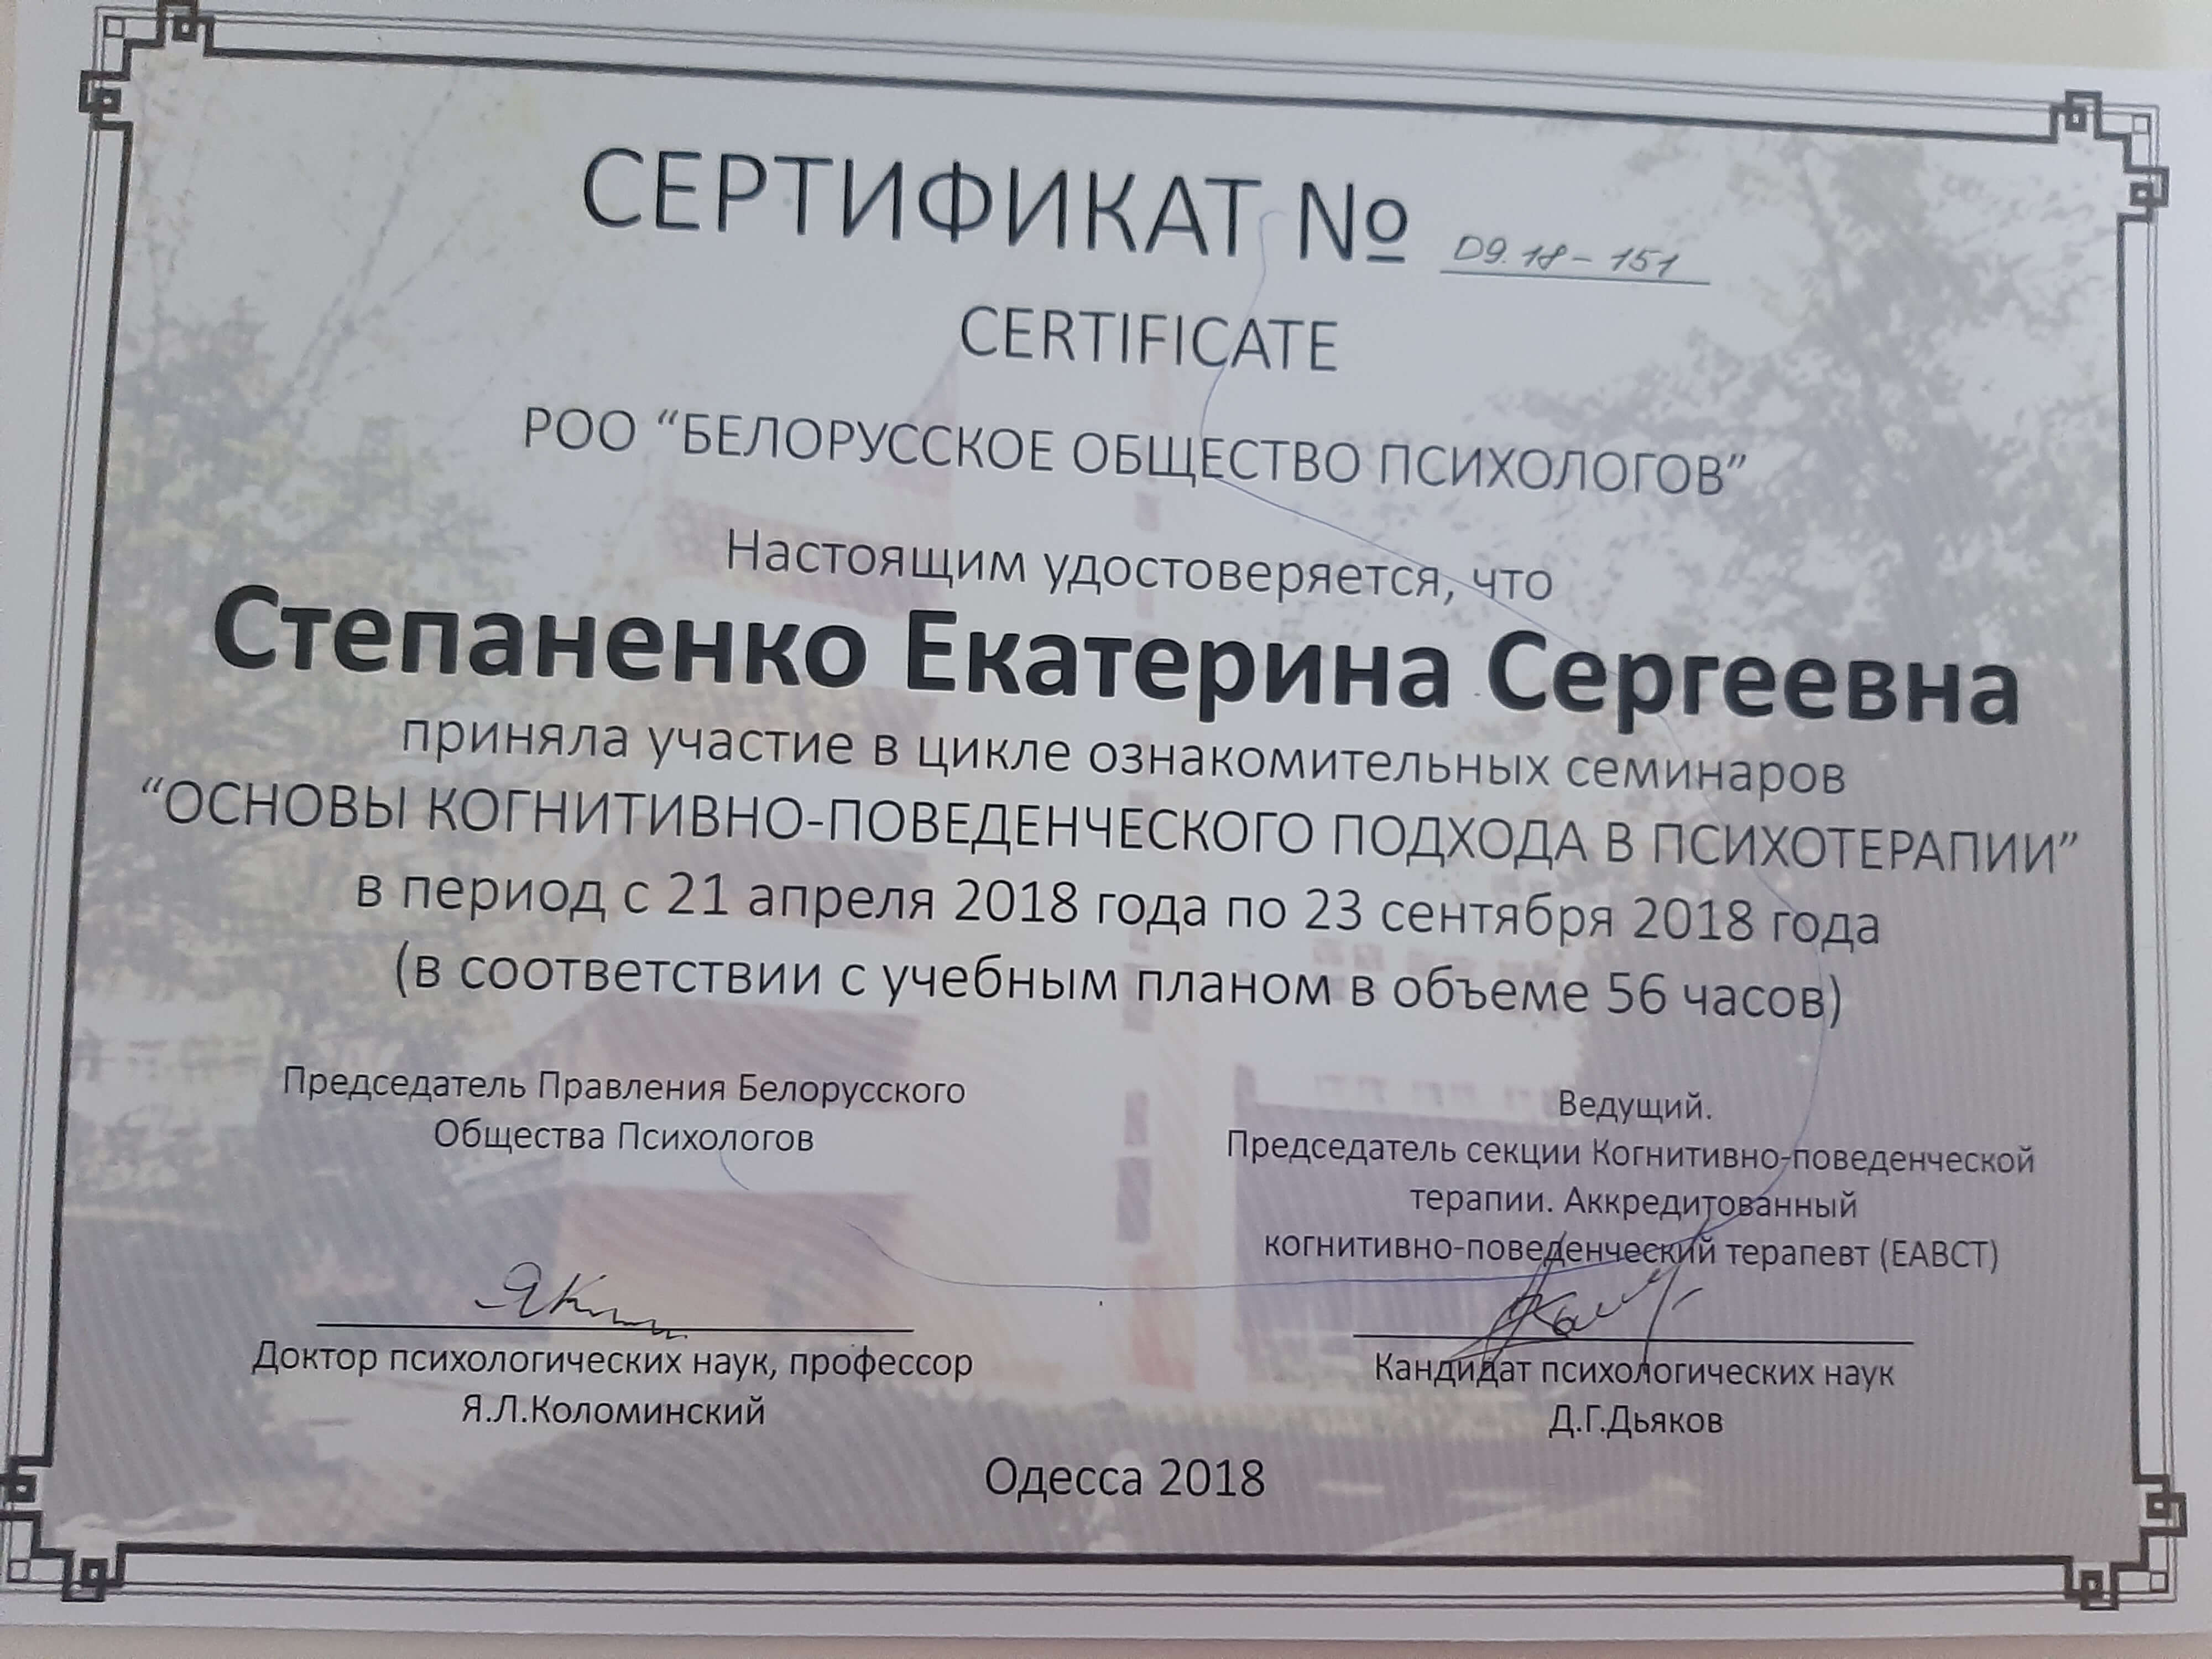 СЕРТИФИКАТ № D9.18-151
CERTIFICATE
РОО “БЕЛОРУССКОЕ ОБЩЕСТВО ПСИХОЛОГОВ”
Настоящим удостоверяется, что
Степаненко Екатерина Сергеевна
приняла участие в цикле ознакомительных семинаров
“ОСНОВЫ КОГНИТИВНО-ПОВЕДЕНЧЕСКОГО ПОДХОДА В ПСИХОТЕРАПИИ”
в период с 21 апреля 2018 года по 23 сентября 2018 года
(в соответствии с учебным планом в объеме 56 часов)
Председатель Правления Белорусского
Общества Психологов
Доктор психологических наук, профессор
Я.Л.Коломинский
Ведущий.
Председатель секции Когнитивно-поведенческой
терапии. Аккредитованный
когнитивно-поведенческий терапевт (EABCT)
Кандидат психологических наук
Д.Г.Дьяков
Одесса 2018